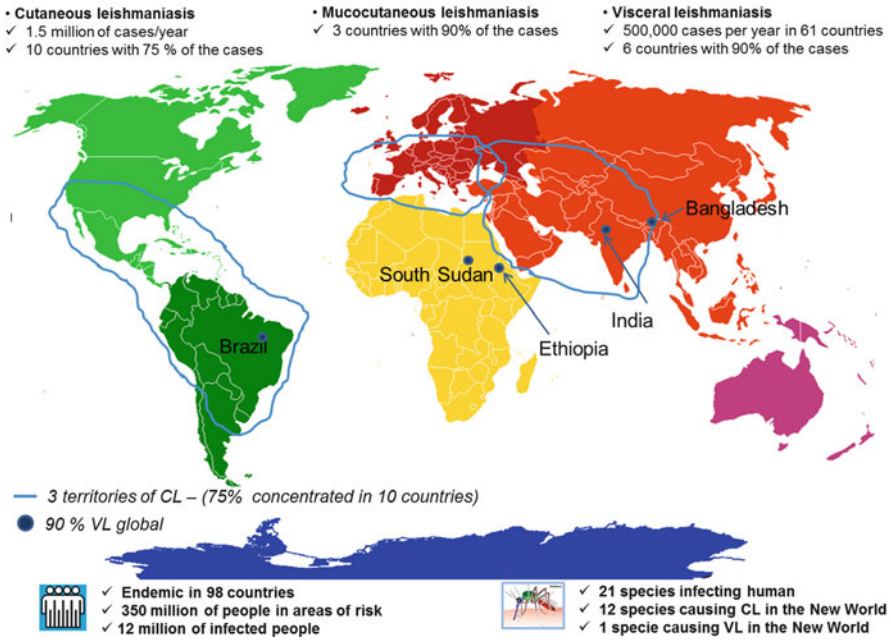 • Cutaneous leishmaniasis
✓ 1.5 million of cases/year
✓ 10 countries with 75 % of the cases
• Mucocutaneous leishmaniasis
✓ 3 countries with 90% of the cases
• Visceral leishmaniasis
✓ 500,000 cases per year in 61 countries
✓ 6 countries with 90% of the cases
Bangladesh
South Sudan
India
Ethiopia
Brazil
3 territories of CL – (75% concentrated in 10 countries)
90 % VL global
✓ Endemic in 98 countries
✓ 350 million of people in areas of risk
✓ 12 million of infected people
✓ 21 species infecting human
✓ 12 species causing CL in the New World
✓ 1 specie causing VL in the New World